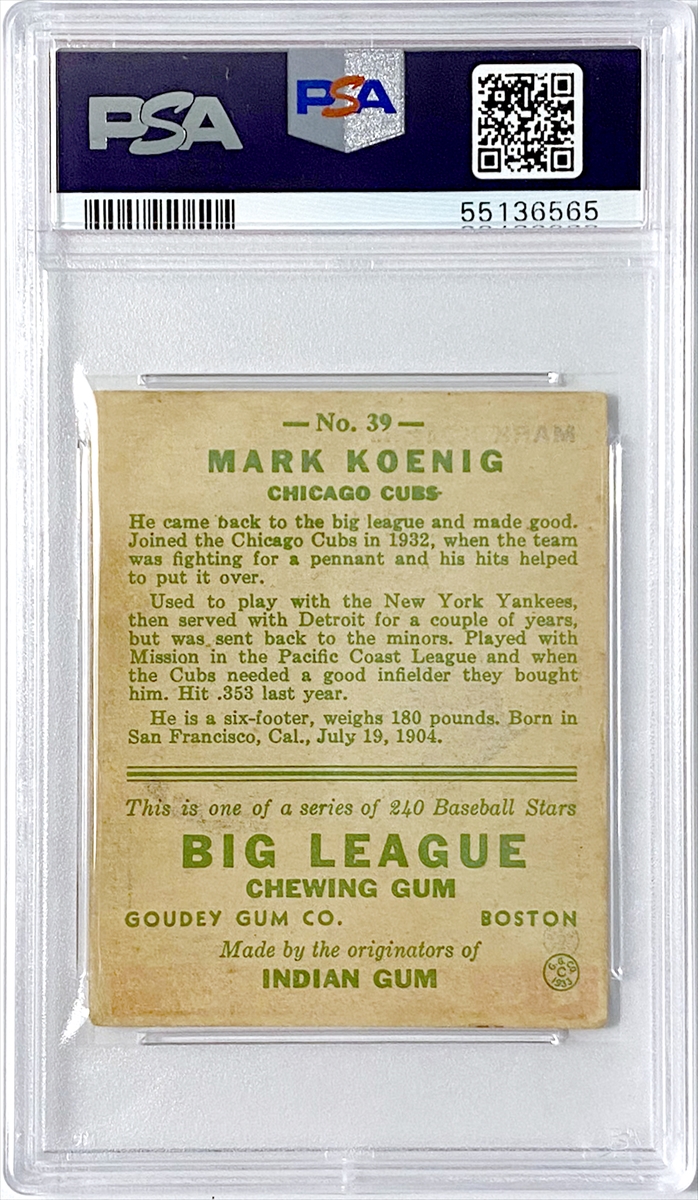 PSA
PSA
55136565
— No. 39 —
MARK KOENIG
CHICAGO CUBS
He came back to the big league and made good.
Joined the Chicago Cubs in 1932, when the team
was fighting for a pennant and his hits helped
to put it over.
Used to play with the New York Yankees,
then served with Detroit for a couple of years,
but was sent back to the minors. Played with
Mission in the Pacific Coast League and when
the Cubs needed a good infielder they bought
him. Hit .353 last year.
He is a six-footer, weighs 180 pounds. Born in
San Francisco, Cal., July 19, 1904.
This is one of a series of 240 Baseball Stars
BIG LEAGUE
CHEWING GUM
GOUDEY GUM CO. BOSTON
Made by the originators of
INDIAN GUM
G. G. Co.
C
1933